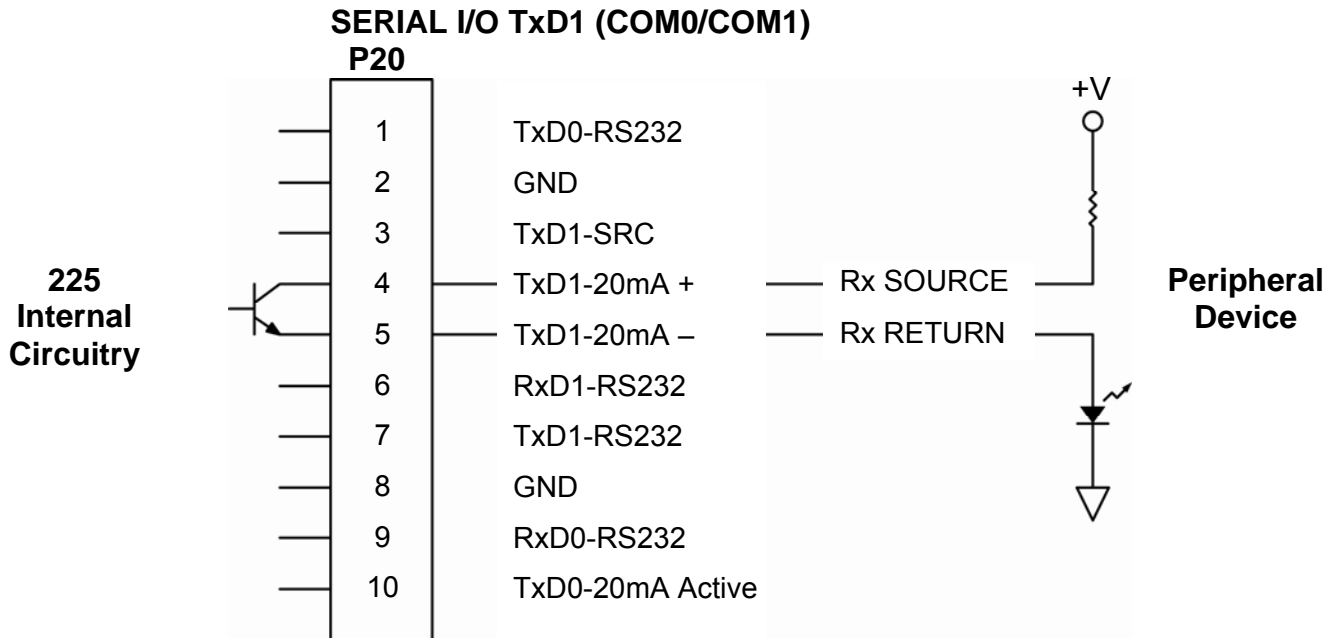 SERIAL I/O TxD1 (COM0/COM1)
P20
+V
1 TxD0-RS232
2 GND
3 TxD1-SRC
4 TxD1-20mA + Rx SOURCE
5 TxD1-20mA – Rx RETURN
6 RxD1-RS232
7 TxD1-RS232
8 GND
9 RxD0-RS232
10 TxD0-20mA Active
225
Internal
Circuitry
Peripheral
Device